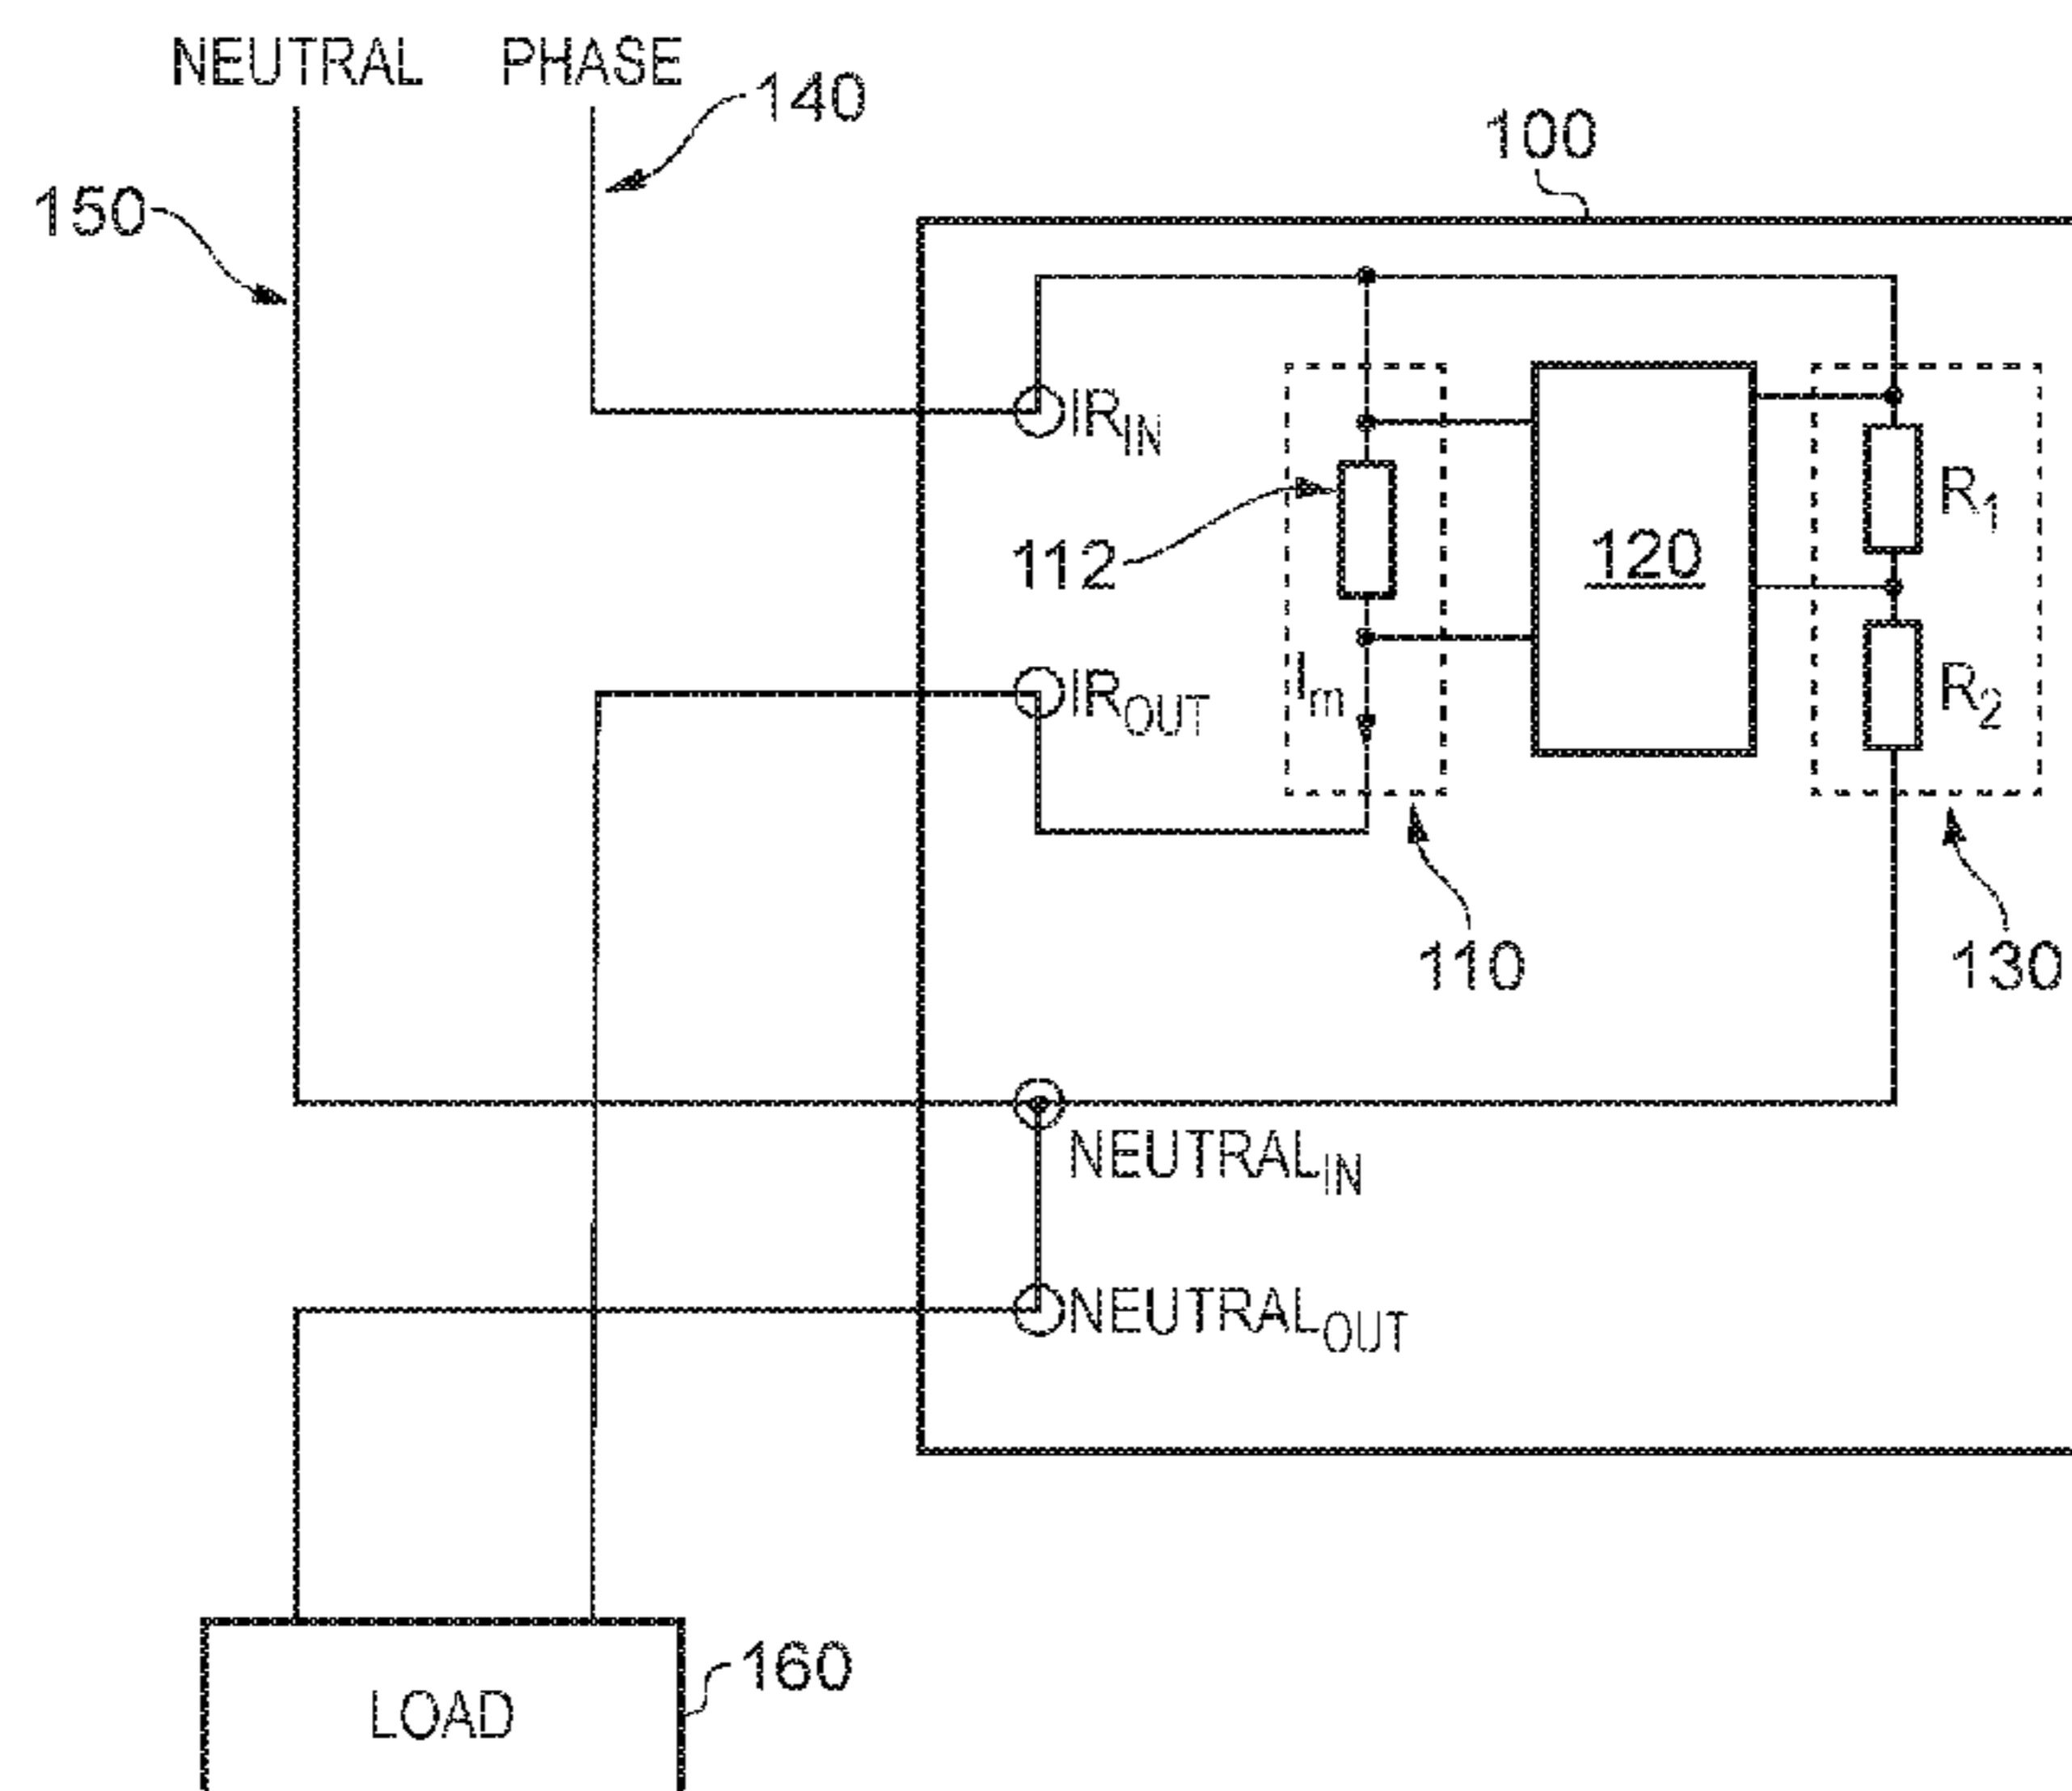 NEUTRAL PHASE
140
100
150
IR_IN
R_1
112
120
I_m
IR_OUT
R_2
110
130
NEUTRAL_IN
NEUTRAL_OUT
160
LOAD